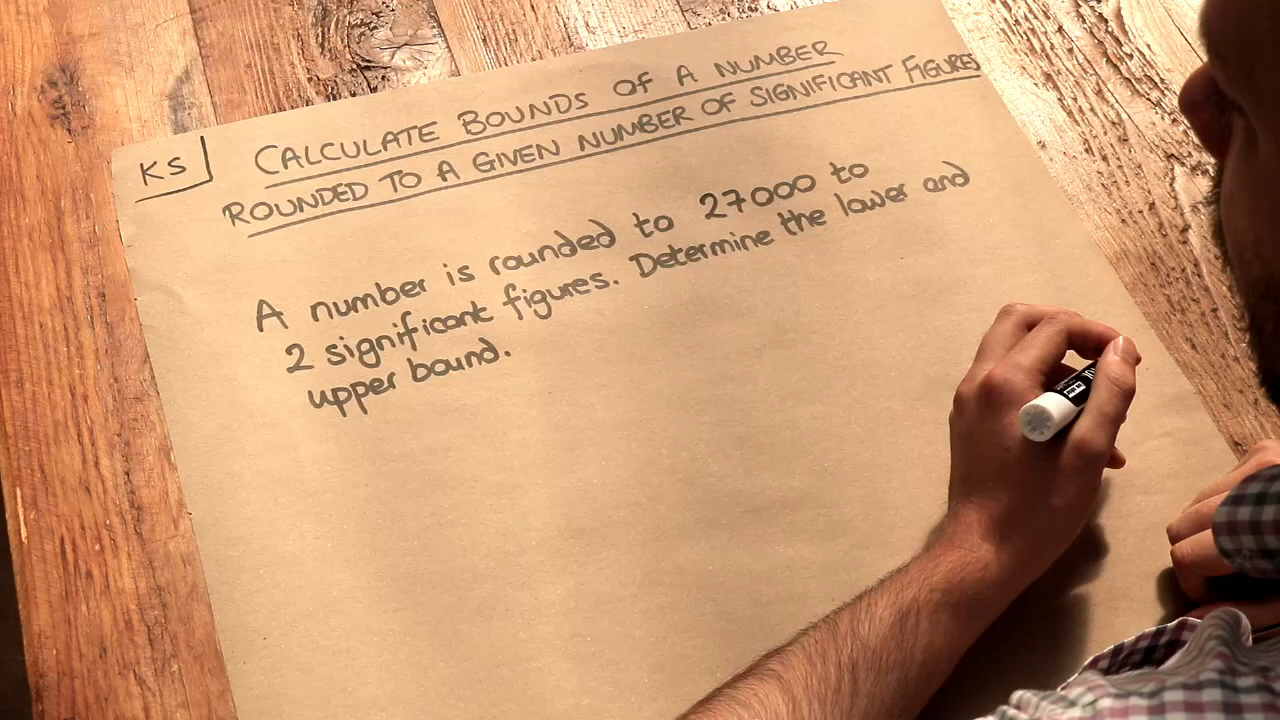 KS
CALCULATE BOUNDS OF A NUMBER
ROUNDED TO A GIVEN NUMBER OF SIGNIFICANT FIGURES
A number is rounded to 27000 to
2 significant figures. Determine the lower and
upper bound.